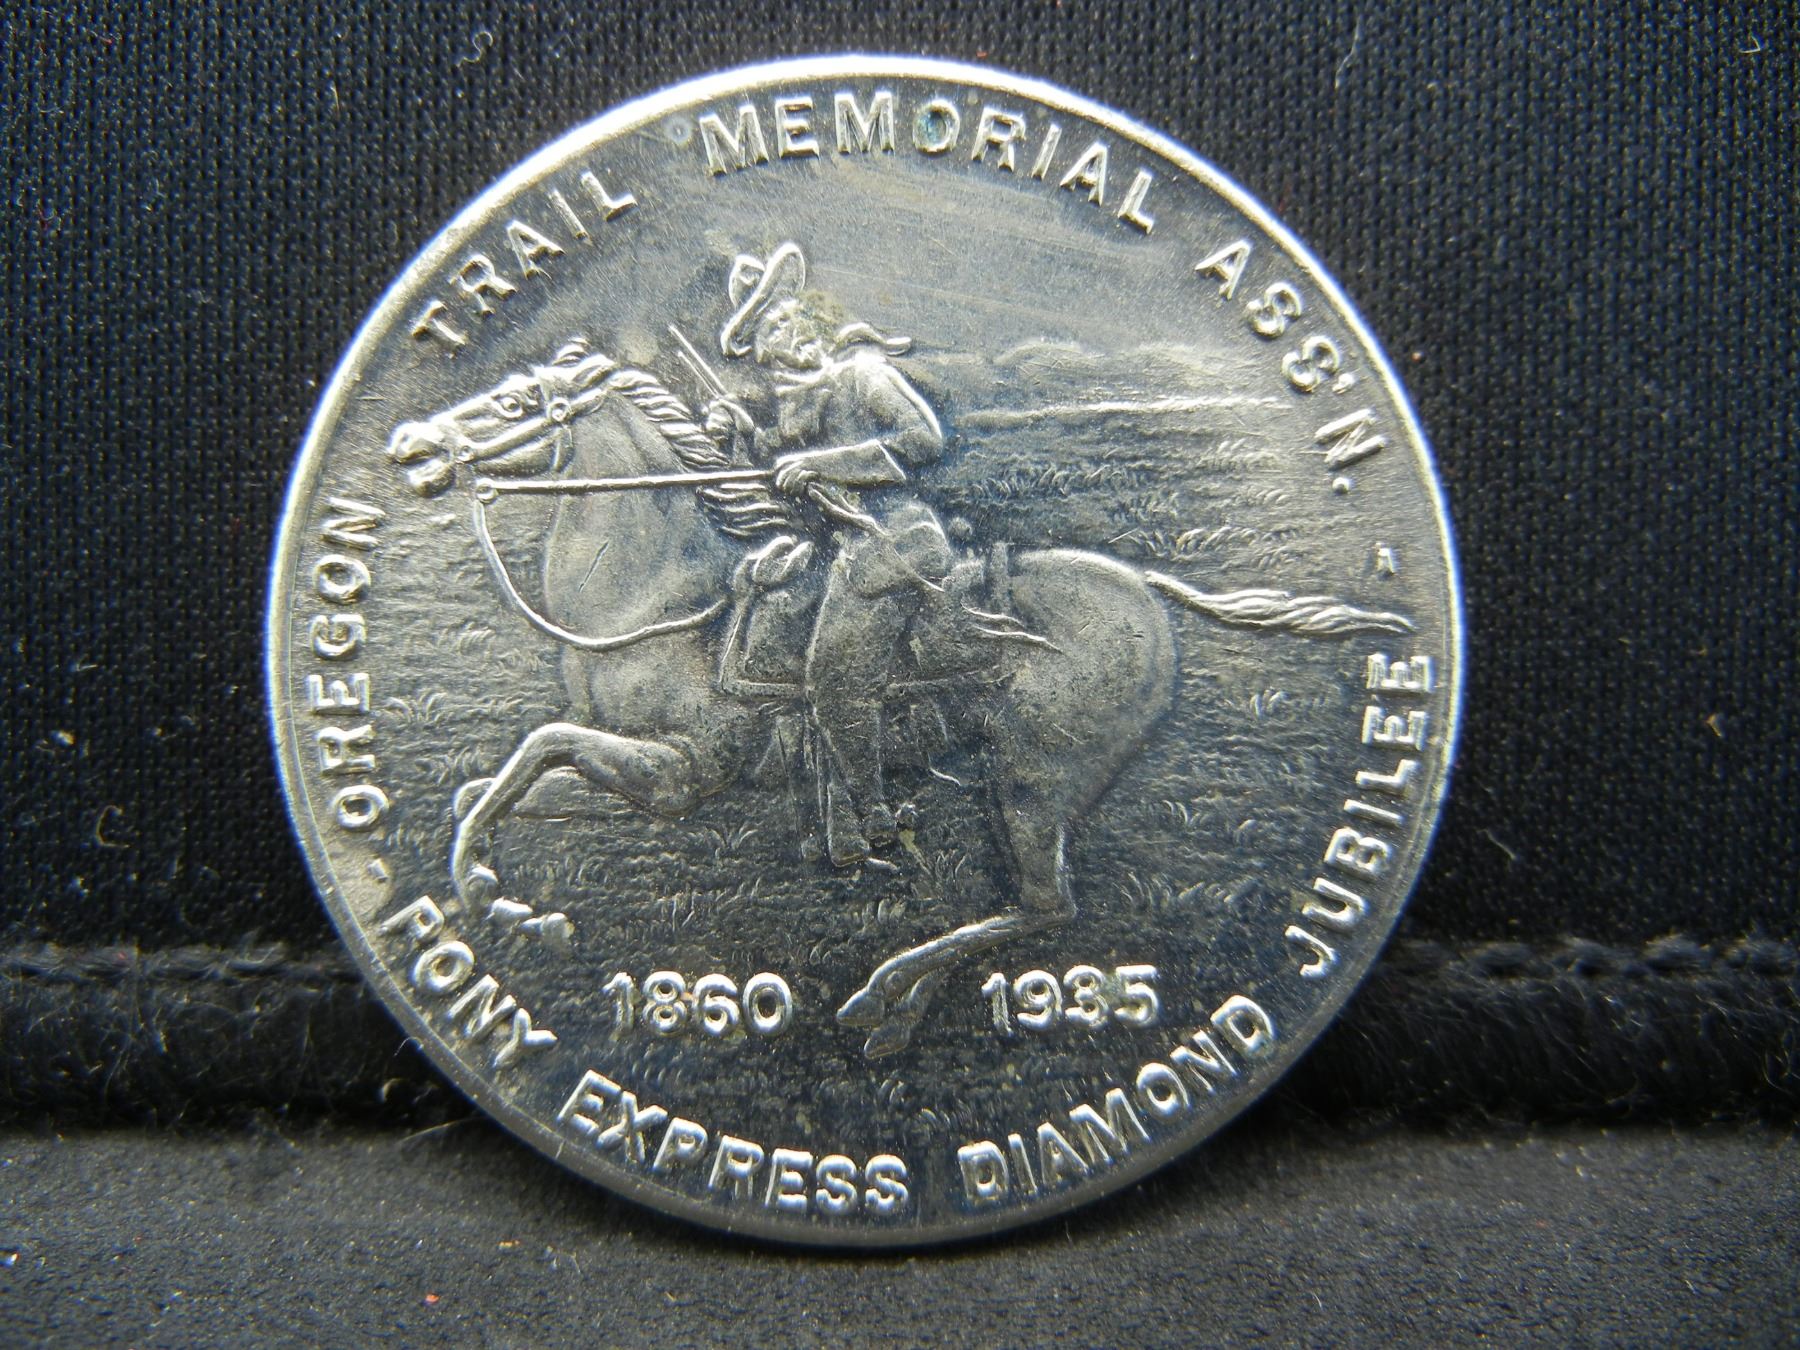 OREGON TRAIL MEMORIAL ASS'N. -
- PONY EXPRESS DIAMOND JUBILEE
1860 1935